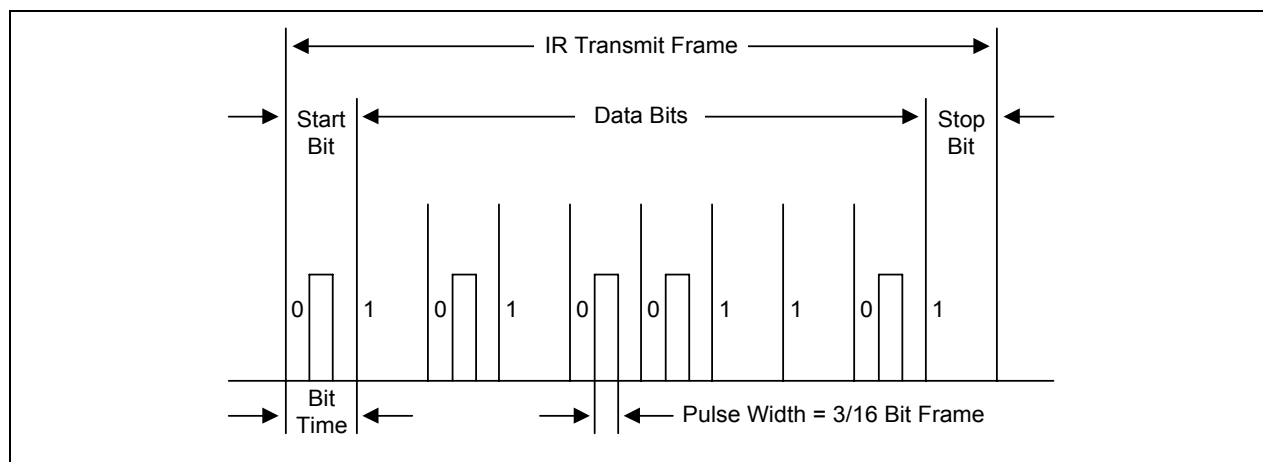 IR Transmit Frame
Start
Bit
Data Bits
Stop
Bit
0 1 0 1 0 0 1 1 0 1
Bit
Time
Pulse Width = 3/16 Bit Frame